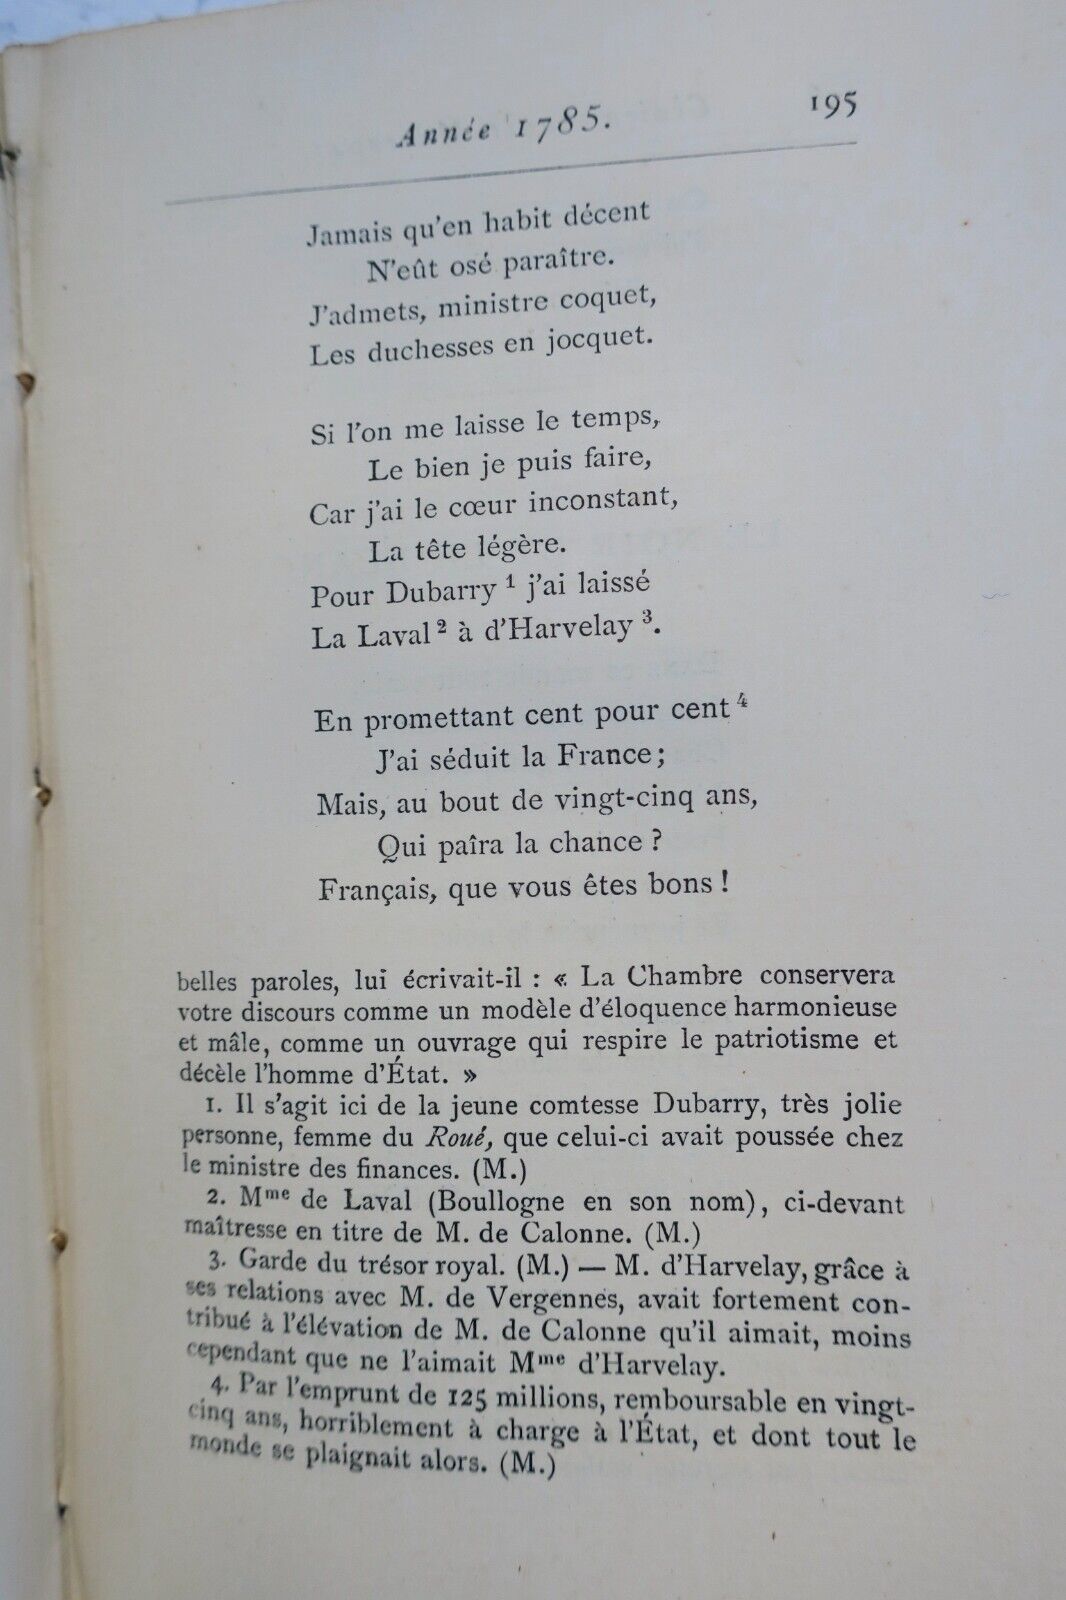 Année 1785.
195
Jamais qu'en habit décent
N'eût osé paraître.
J'admets, ministre coquet,
Les duchesses en jocquet.
Si l'on me laisse le temps,
Le bien je puis faire,
Car j'ai le cœur inconstant,
La tête légère.
Pour Dubarry ¹ j'ai laissé
La Laval ² à d'Harvelay ³.
En promettant cent pour cent ⁴
J'ai séduit la France;
Mais, au bout de vingt-cinq ans,
Qui paîra la chance ?
Français, que vous êtes bons !
belles paroles, lui écrivait-il : « La Chambre conservera
votre discours comme un modèle d'éloquence harmonieuse
et mâle, comme un ouvrage qui respire le patriotisme et
décèle l'homme d'État. »
1. Il s'agit ici de la jeune comtesse Dubarry, très jolie
personne, femme du Roué, que celui-ci avait poussée chez
le ministre des finances. (M.)
2. Mᵐᵉ de Laval (Boullogne en son nom), ci-devant
maîtresse en titre de M. de Calonne. (M.)
3. Garde du trésor royal. (M.) — M. d'Harvelay, grâce à
ses relations avec M. de Vergennes, avait fortement con-
tribué à l'élévation de M. de Calonne qu'il aimait, moins
cependant que ne l'aimait Mᵐᵉ d'Harvelay.
4. Par l'emprunt de 125 millions, remboursable en vingt-
cinq ans, horriblement à charge à l'État, et dont tout le
monde se plaignait alors. (M.)